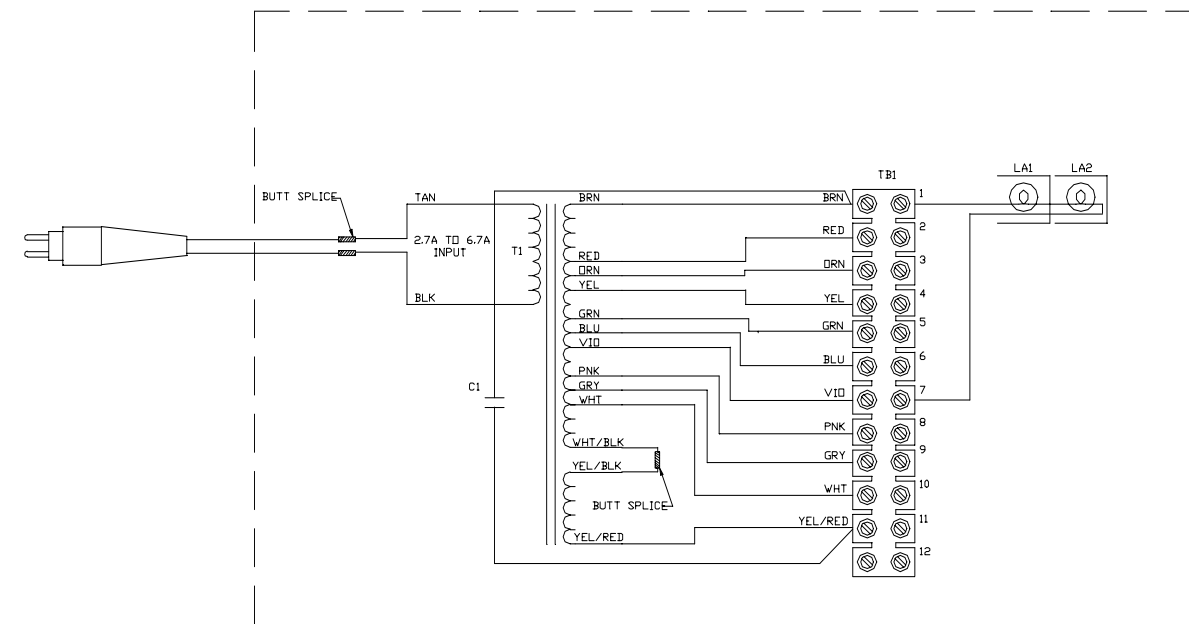 LA1 LA2
TB1
BUTT SPLICE
TAN
BRN
BRN
1
RED
2
2.7A TO 6.7A
INPUT
T1
RED
ORN
ORN
3
YEL
YEL
4
BLK
GRN
GRN
5
BLU
VIO
BLU
6
PNK
C1
GRY
VIO
7
WHT
PNK
8
WHT/BLK
GRY
9
YEL/BLK
WHT
10
BUTT SPLICE
YEL/RED
11
YEL/RED
12